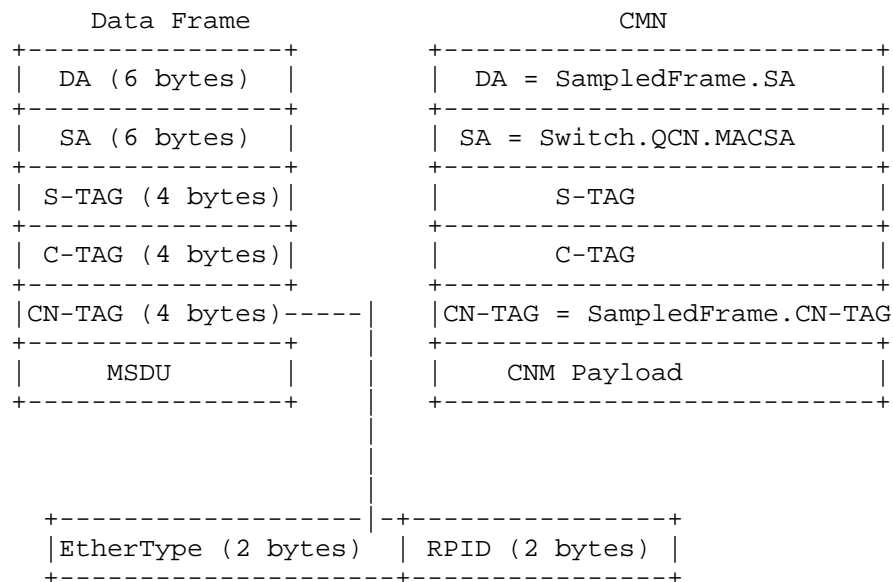 Data Frame CMN
DA (6 bytes) DA = SampledFrame.SA
SA (6 bytes) SA = Switch.QCN.MACSA
S-TAG (4 bytes) S-TAG
C-TAG (4 bytes) C-TAG
CN-TAG (4 bytes) CN-TAG = SampledFrame.CN-TAG
MSDU CNM Payload
EtherType (2 bytes) RPID (2 bytes)